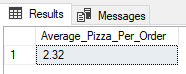 Results Messages
Average_Pizza_Per_Order
1 2.32